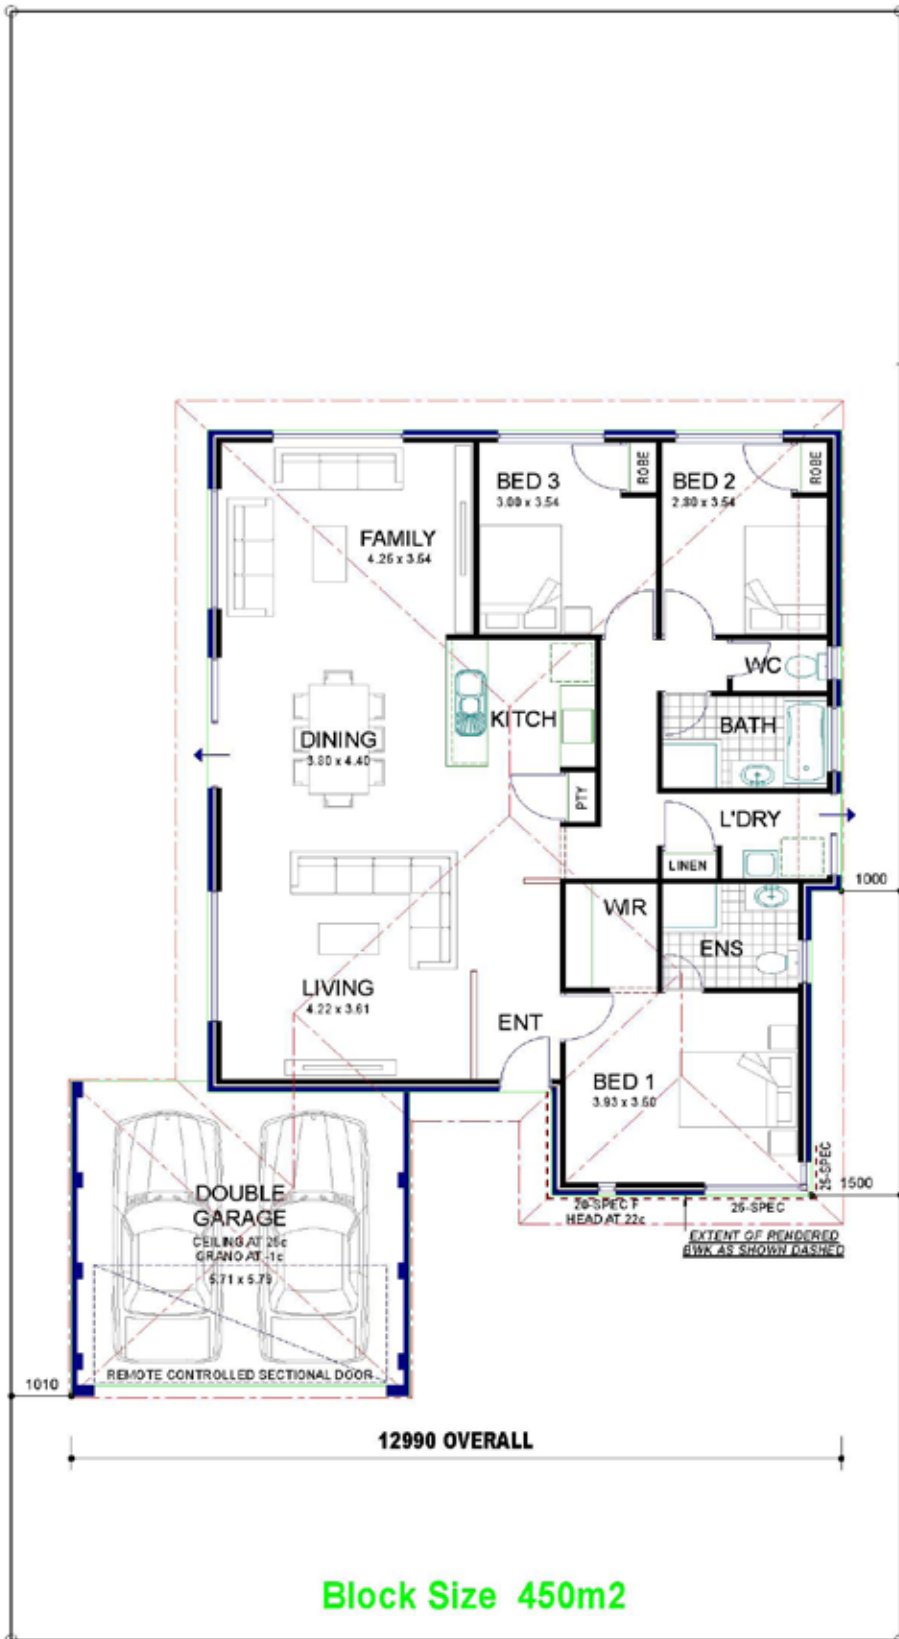 BED 3
3.00 x 3.54
ROBE
BED 2
2.80 x 3.54
ROBE
FAMILY
4.26 x 3.54
WC
KITCH
BATH
DINING
3.80 x 4.40
PTY
L'DRY
LINEN
1000
WIR
ENS
LIVING
4.22 x 3.61
ENT
BED 1
3.93 x 3.50
25-SPEC
1500
DOUBLE
GARAGE
CEILING AT 26c
GRANO AT -1c
5.71 x 5.79
20-SPEC F
HEAD AT 22c
25-SPEC
EXTENT OF RENDERED
BWK AS SHOWN DASHED
REMOTE CONTROLLED SECTIONAL DOOR
1010
12990 OVERALL
Block Size 450m2